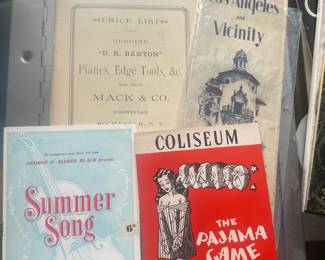 PRICE LIST
GENUINE
"D. R. BARTON"
Planes, Edge Tools, &c.
MACK & CO.
ROCHESTER, N. Y.
Los Angeles
and
Vicinity
GEORGE & ALFRED BLACK present
Summer
Song
6D
COLISEUM
THE
PAJAMA
GAME